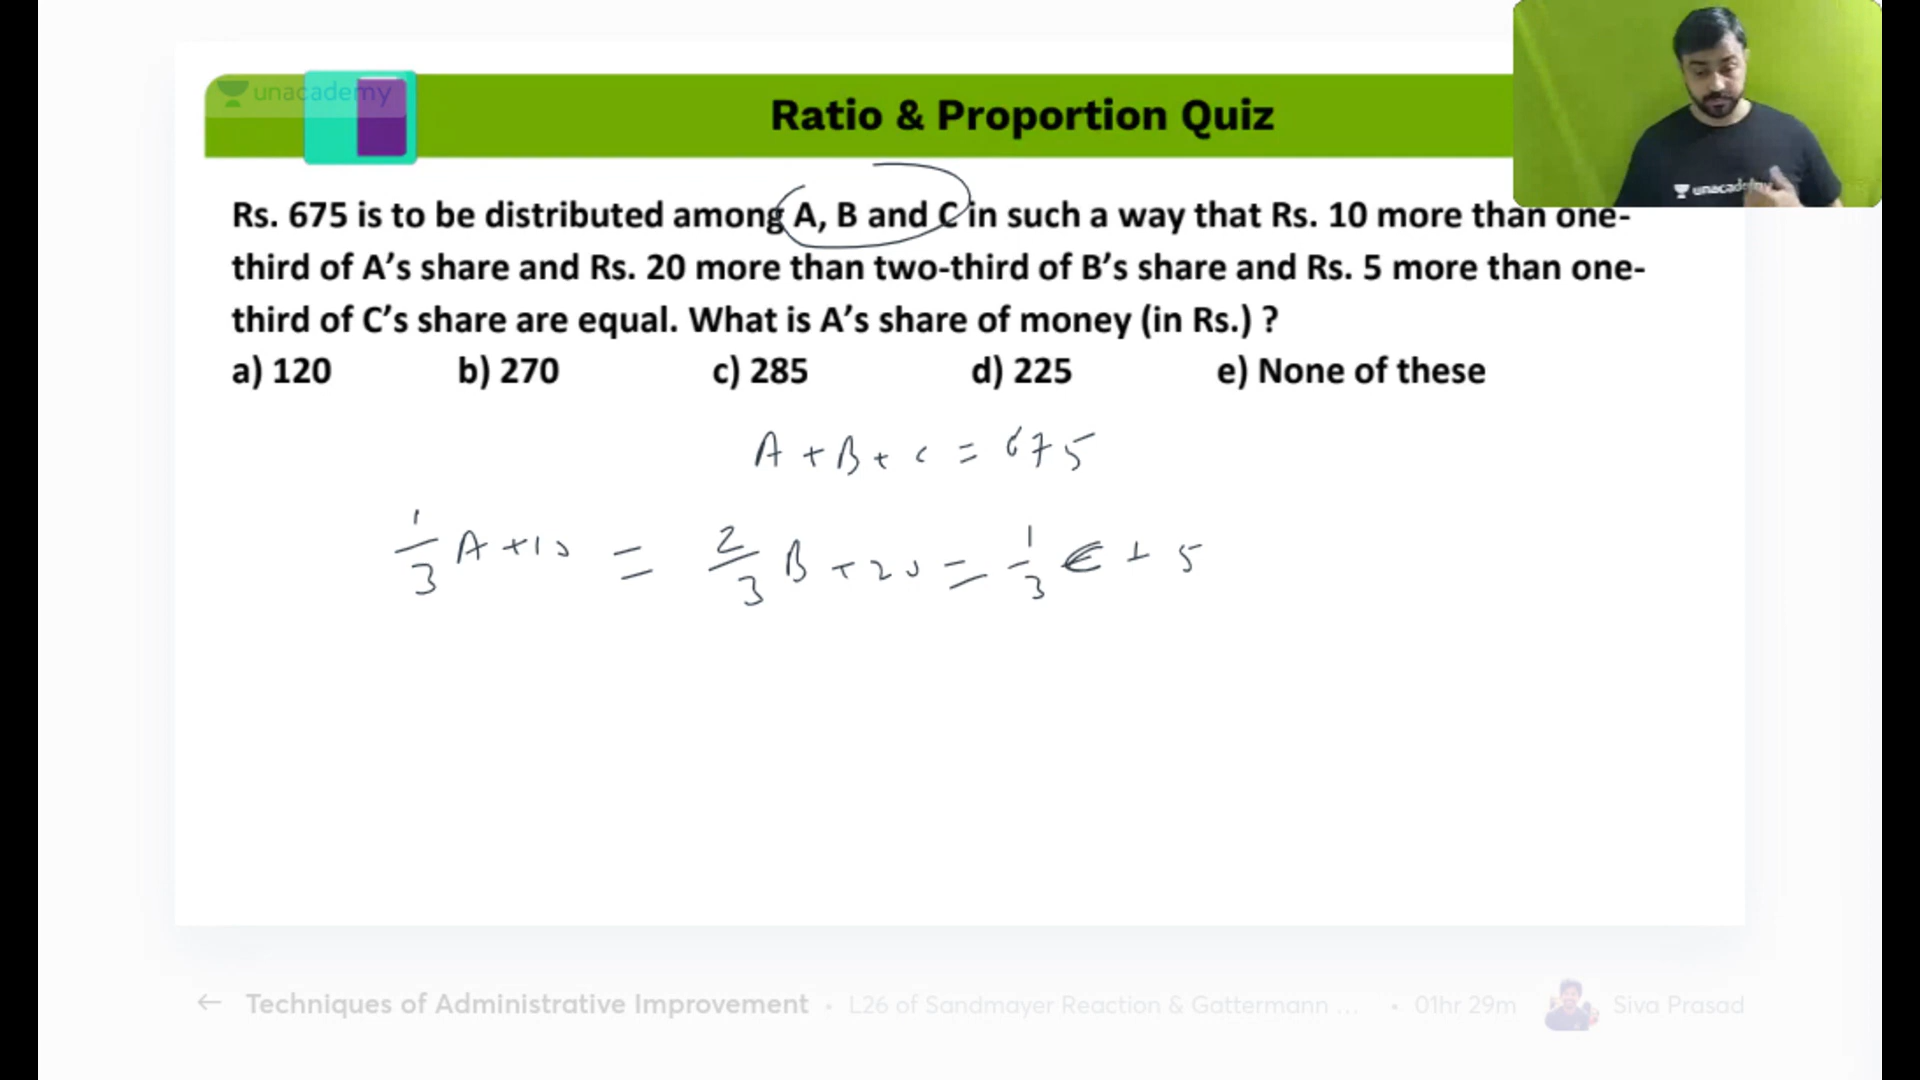 unacademy
Ratio & Proportion Quiz
unacademy
Rs. 675 is to be distributed among A, B and C in such a way that Rs. 10 more than one-
third of A's share and Rs. 20 more than two-third of B's share and Rs. 5 more than one-
third of C's share are equal. What is A's share of money (in Rs.) ?
a) 120 b) 270 c) 285 d) 225 e) None of these
A + B + C = 675
1/3 A + 10 = 2/3 B + 20 = 1/3 C + 5
← Techniques of Administrative Improvement • L26 of Sandmayer Reaction & Gattermann ... • 01hr 29m Siva Prasad